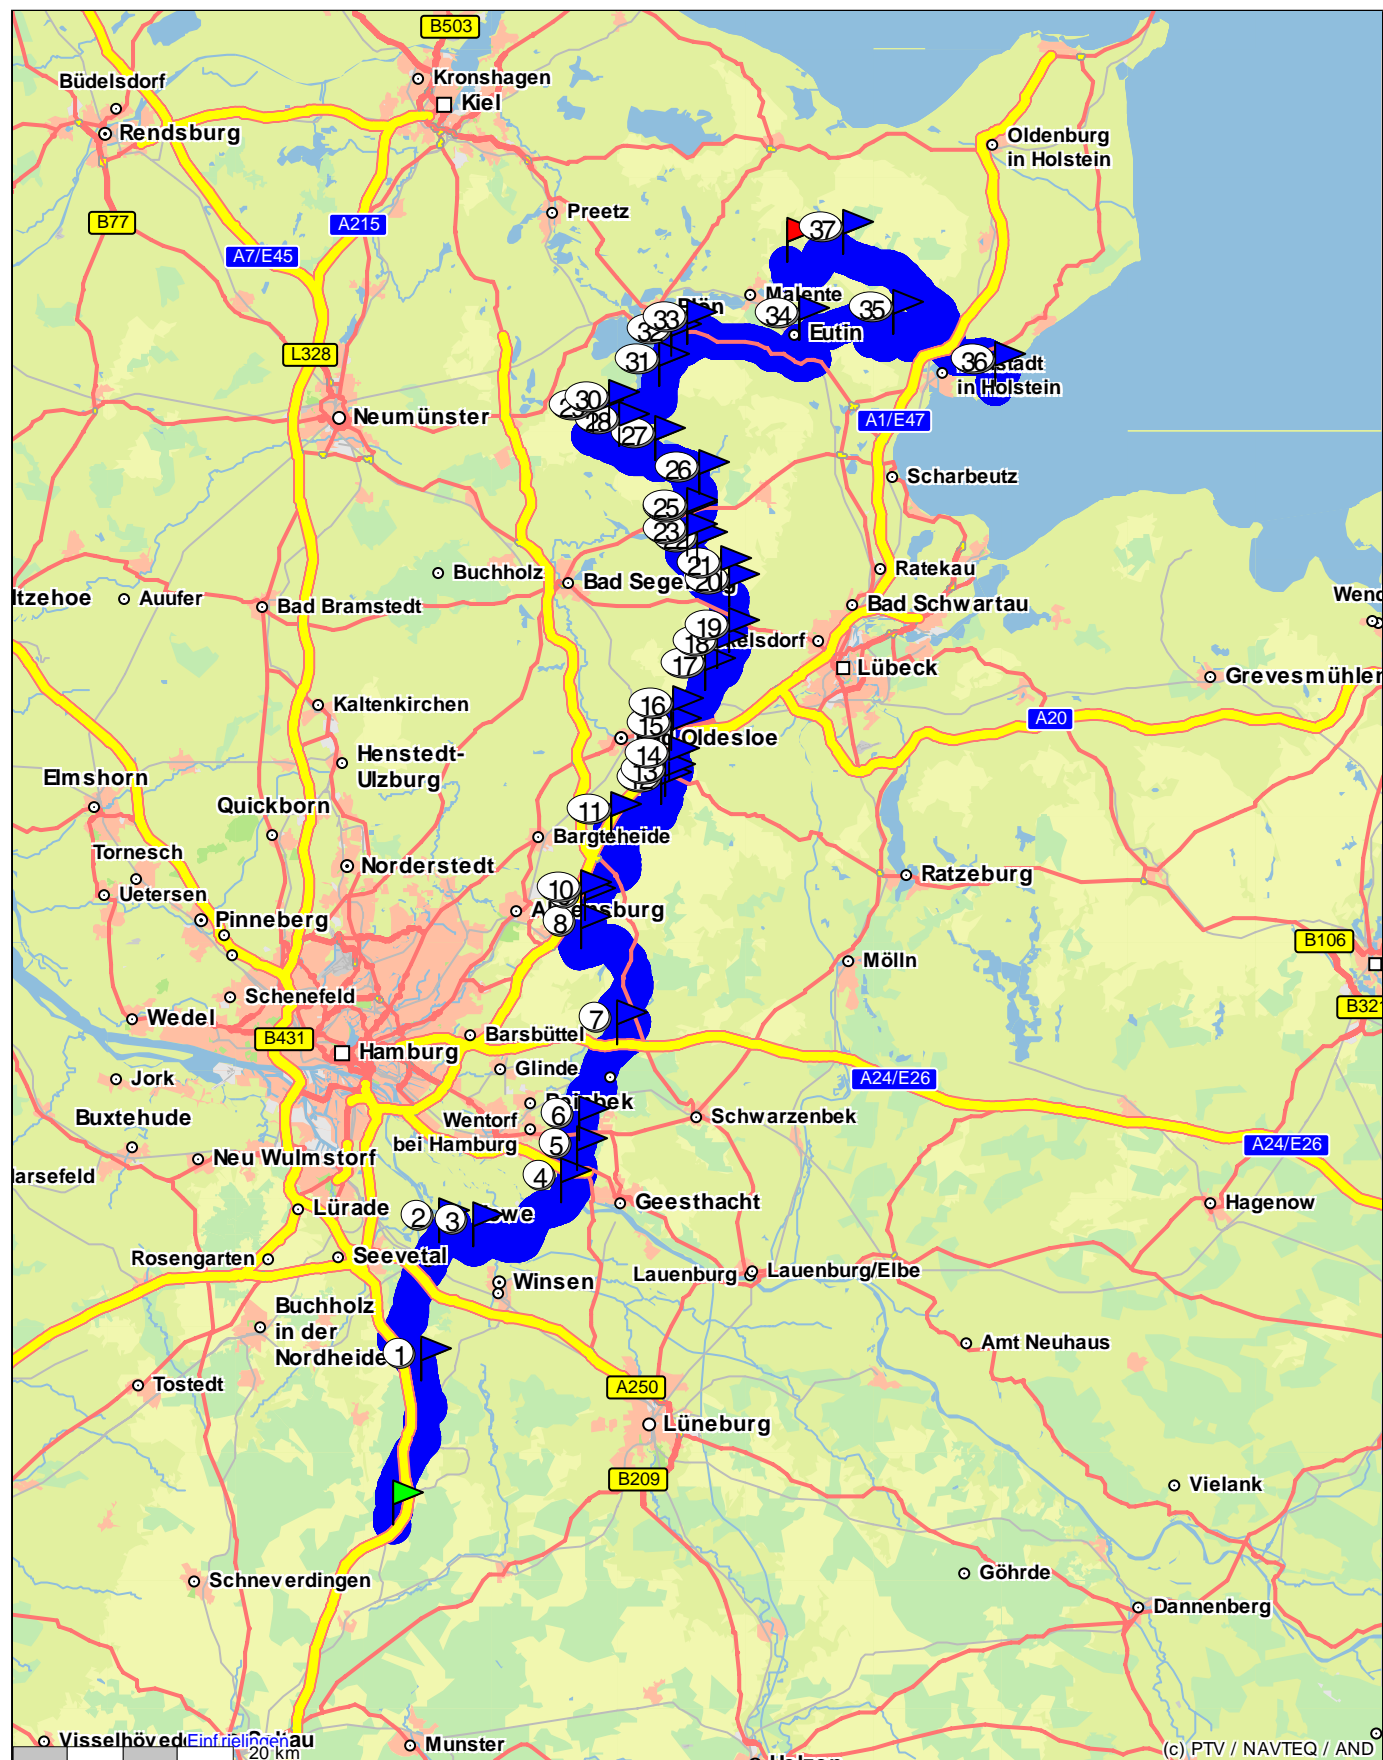 B503
Kronshagen
Kiel
Büdelsdorf
Rendsburg
Oldenburg
in Holstein
Preetz
B77
A215
A7/E45
37
Malente
Plön
34
35
33
Eutin
L328
31
36
in Holstein
30
28
Neumünster
27
A1/E47
26
Scharbeutz
25
23
21
20
Buchholz
Ratekau
Auufer
Bad Bramstedt
Bad Schwartau
19
18
17
Lübeck
Grevesmühlen
Kaltenkirchen
16
15
A20
14
13
Henstedt-
Ulzburg
Elmshorn
Quickborn
11
Bargteheide
Tornesch
Norderstedt
Ratzeburg
Uetersen
10
Pinneberg
8
B106
Mölln
Schenefeld
Wedel
7
Barsbüttel
B431
Hamburg
Glinde
Jork
A24/E26
Buxtehude
6
Wentorf
bei Hamburg
Schwarzenbek
5
A24/E26
Neu Wulmstorf
4
Geesthacht
Hagenow
Lürade
2
3
Rosengarten
Seevetal
Winsen
Lauenburg
Lauenburg/Elbe
Buchholz
in der
Nordheide
1
Amt Neuhaus
Tostedt
A250
Lüneburg
B209
Vielank
Schneverdingen
Göhrde
Dannenberg
Munster
20 km
(c) PTV / NAVTEQ / AND